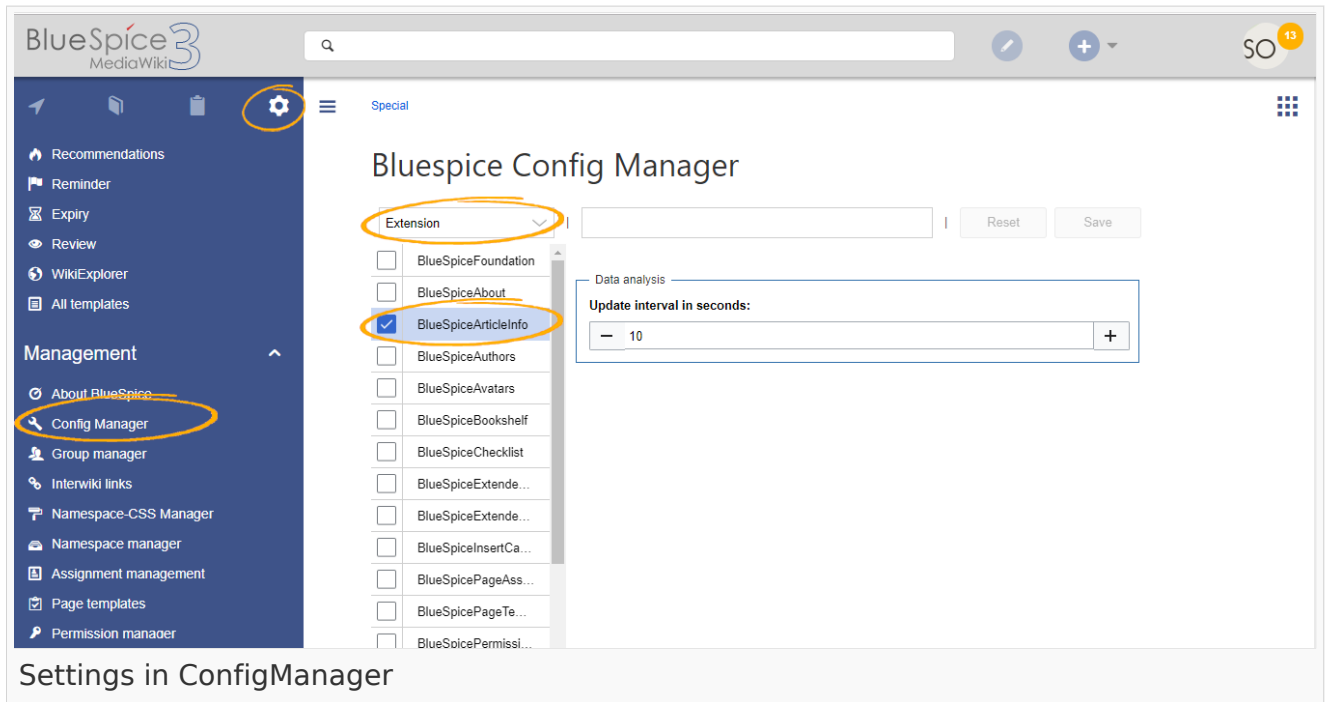 BlueSpice 3
MediaWiki
SO
13
Special
Recommendations
Reminder
Expiry
Review
WikiExplorer
All templates
Management
About BlueSpice
Config Manager
Group manager
Interwiki links
Namespace-CSS Manager
Namespace manager
Assignment management
Page templates
Permission manager
Bluespice Config Manager
Extension
|
| Reset Save
BlueSpiceFoundation
BlueSpiceAbout
BlueSpiceArticleInfo
BlueSpiceAuthors
BlueSpiceAvatars
BlueSpiceBookshelf
BlueSpiceChecklist
BlueSpiceExtende...
BlueSpiceExtende...
BlueSpiceInsertCa...
BlueSpicePageAss...
BlueSpicePageTe...
BlueSpicePermissi...
Data analysis
Update interval in seconds:
− 10 +
Settings in ConfigManager